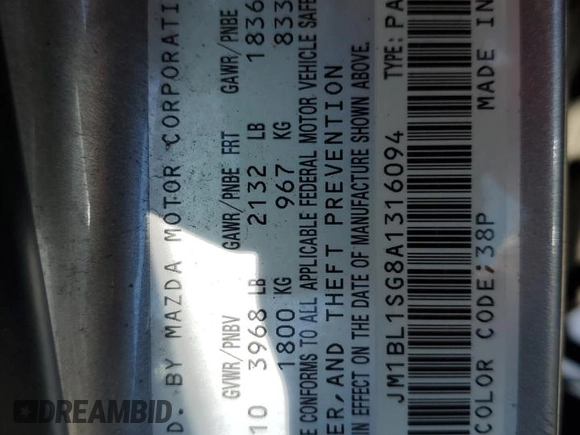 D. BY MAZDA MOTOR CORPORATI
GVWR/PNBV GAWR/PNBE FRT GAWR/PNBE
10 3968 LB 2132 LB 1836
1800 KG 967 KG 833
E CONFORMS TO ALL APPLICABLE FEDERAL MOTOR VEHICLE SAFE
ER, AND THEFT PREVENTION
IN EFFECT ON THE DATE OF MANUFACTURE SHOWN ABOVE.
JM1BL1SG8A1316094 TYPE: PA
COLOR CODE;38P MADE IN
DREAMBID